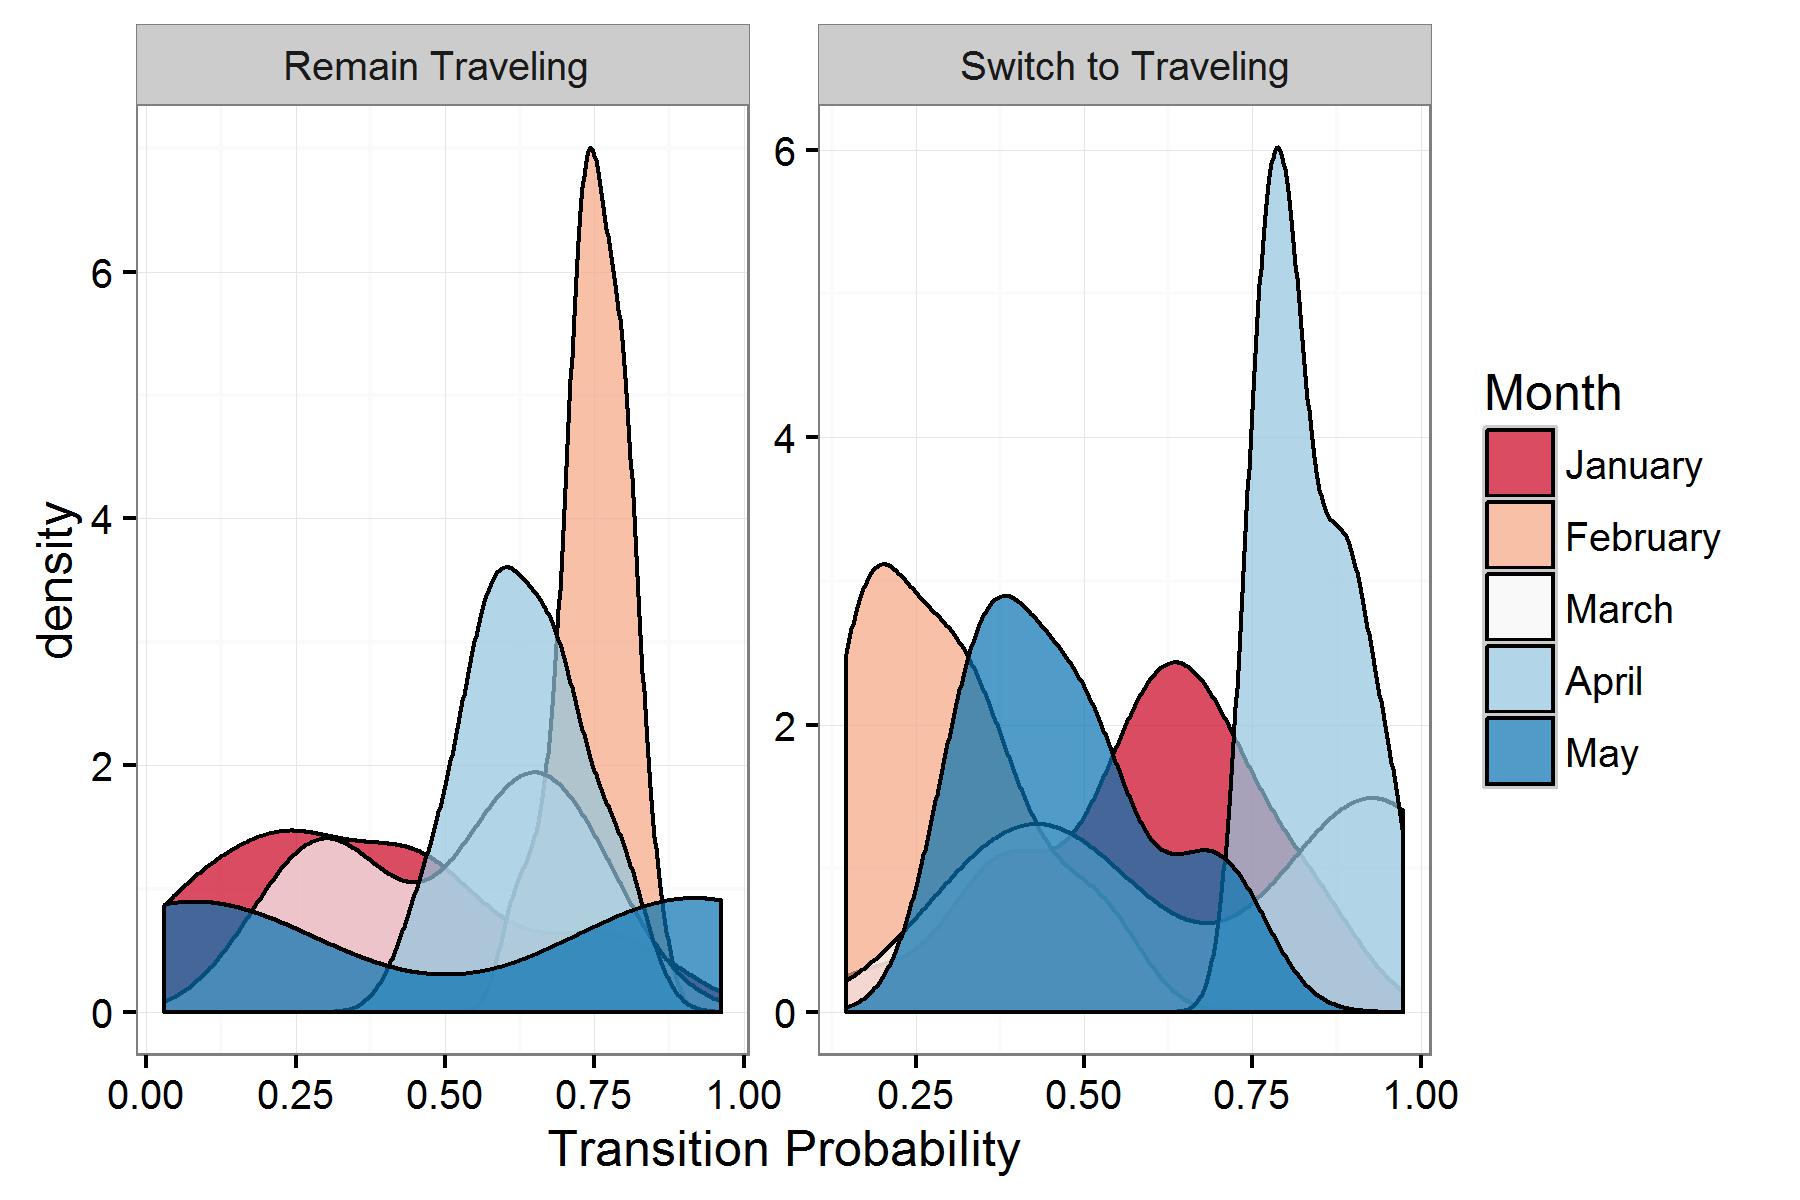 Remain Traveling
Switch to Traveling
density
6
4
2
0
6
4
2
0
0.00 0.25 0.50 0.75 1.00
0.25 0.50 0.75 1.00
Transition Probability
Month
January
February
March
April
May